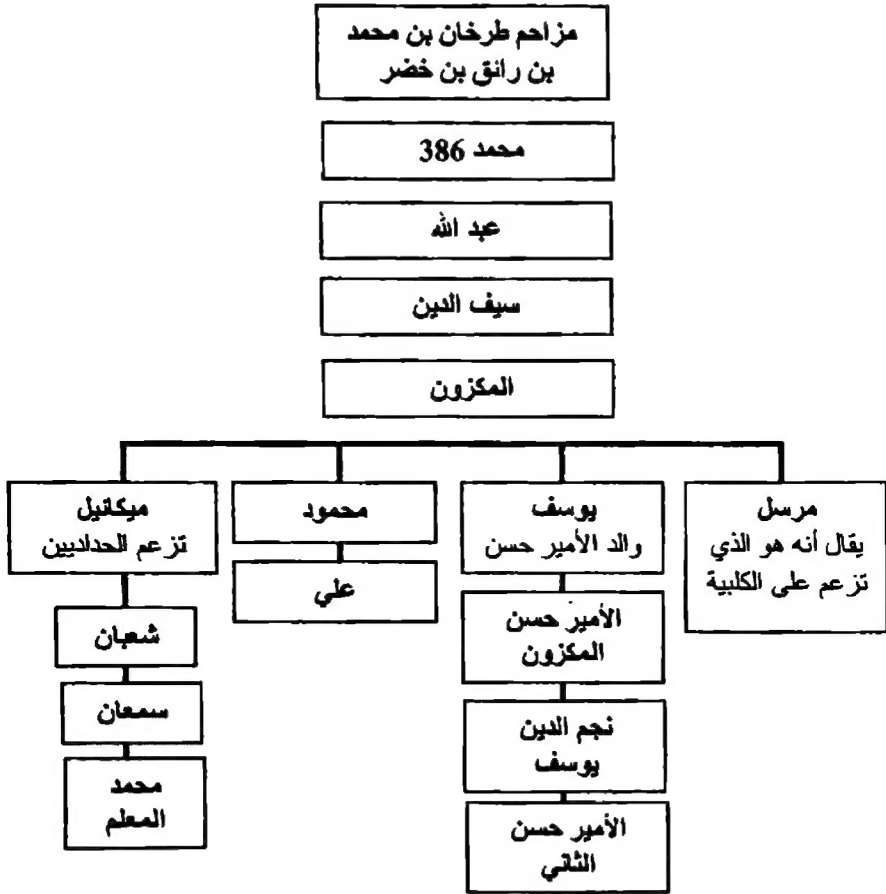 مزاحم طرخان بن محمد
بن رائق بن خضر
محمد 386
عبد الله
سيف الدين
المكزون
مرسل
يقال أنه هو الذي
تزعم على الكلبية
يوسف
والد الأمير حسن
الأمير حسن
المكزون
نجم الدين
يوسف
الأمير حسن
الثاني
محمود
علي
ميكائيل
تزعم الحداديين
شعبان
سمعان
محمد
المعلم